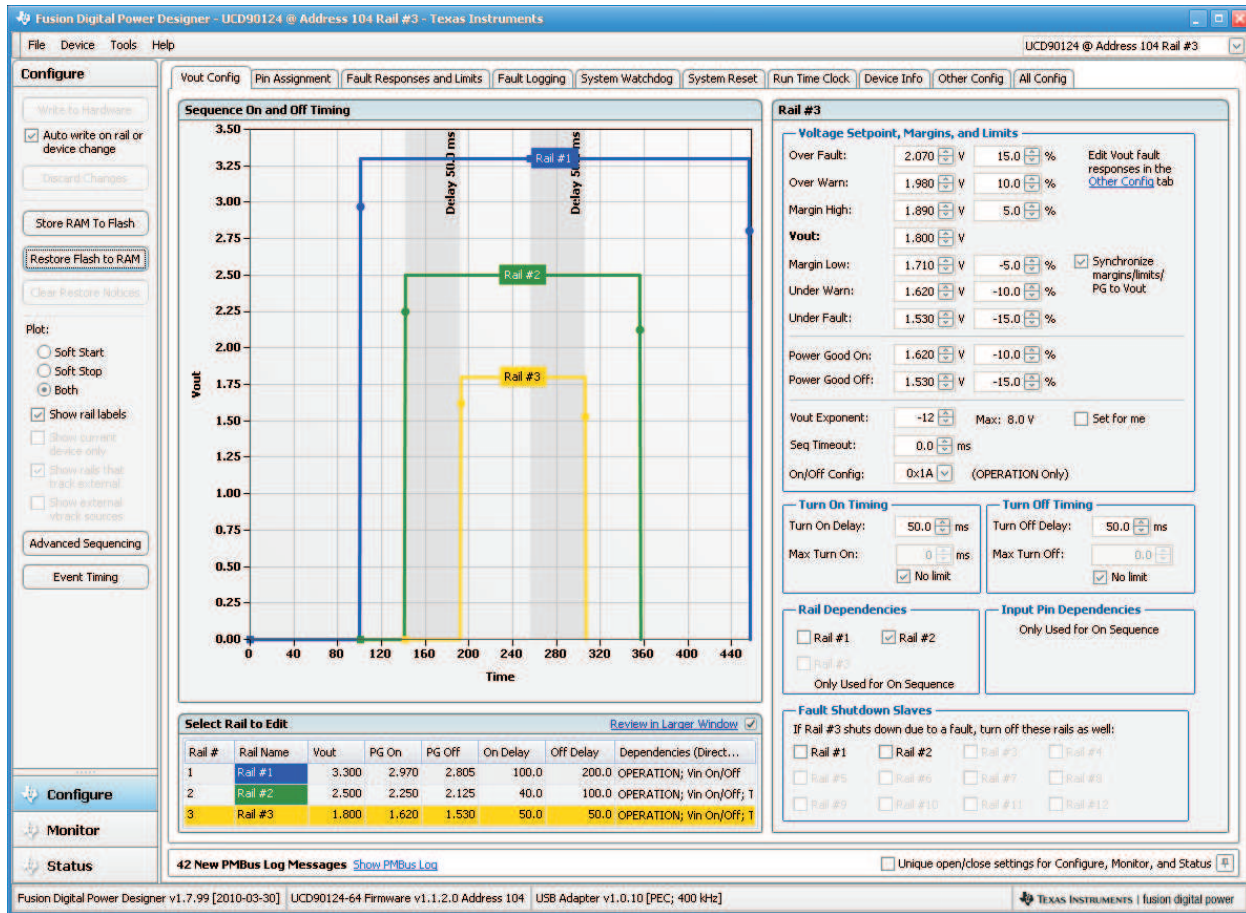 Fusion Digital Power Designer - UCD90124 @ Address 104 Rail #3 - Texas Instruments
File Device Tools Help
UCD90124 @ Address 104 Rail #3
Configure
Write to Hardware
Auto write on rail or
device change
Discard Changes
Store RAM To Flash
Restore Flash to RAM
Clear Restore Notices
Plot:
Soft Start
Soft Stop
Both
Show rail labels
Show current
device only
Show rails that
track external
Show external
vtrack sources
Advanced Sequencing
Event Timing
Configure
Monitor
Status
Vout Config Pin Assignment Fault Responses and Limits Fault Logging System Watchdog System Reset Run Time Clock Device Info Other Config All Config
Sequence On and Off Timing
Vout
3.50
3.25
3.00
2.75
2.50
2.25
2.00
1.75
1.50
1.25
1.00
0.75
0.50
0.25
0.00
Delay 50.0 ms
Rail #1
Rail #2
Rail #3
0 40 80 120 160 200 240 280 320 360 400 440
Time
Select Rail to Edit Review in Larger Window
Rail # Rail Name Vout PG On PG Off On Delay Off Delay Dependencies (Direct...
1 Rail #1 3.300 2.970 2.805 100.0 200.0 OPERATION; Vin On/Off
2 Rail #2 2.500 2.250 2.125 40.0 100.0 OPERATION; Vin On/Off; T
3 Rail #3 1.800 1.620 1.530 50.0 50.0 OPERATION; Vin On/Off; T
Rail #3
Voltage Setpoint, Margins, and Limits
Over Fault: 2.070 V 15.0 %
Over Warn: 1.980 V 10.0 %
Margin High: 1.890 V 5.0 %
Vout: 1.800 V
Margin Low: 1.710 V -5.0 %
Under Warn: 1.620 V -10.0 %
Under Fault: 1.530 V -15.0 %
Edit Vout fault
responses in the
Other Config tab
Synchronize
margins/limits/
PG to Vout
Power Good On: 1.620 V -10.0 %
Power Good Off: 1.530 V -15.0 %
Vout Exponent: -12 Max: 8.0 V Set for me
Seq Timeout: 0.0 ms
On/Off Config: 0x1A (OPERATION Only)
Turn On Timing
Turn On Delay: 50.0 ms
Max Turn On: 0 ms
No limit
Turn Off Timing
Turn Off Delay: 50.0 ms
Max Turn Off: 0.0
No limit
Rail Dependencies
Rail #1 Rail #2
Rail #3
Only Used for On Sequence
Input Pin Dependencies
Only Used for On Sequence
Fault Shutdown Slaves
If Rail #3 shuts down due to a fault, turn off these rails as well:
Rail #1 Rail #2 Rail #3 Rail #4
Rail #5 Rail #6 Rail #7 Rail #8
Rail #9 Rail #10 Rail #11 Rail #12
42 New PMBus Log Messages Show PMBus Log
Unique open/close settings for Configure, Monitor, and Status
Fusion Digital Power Designer v1.7.99 [2010-03-30] UCD90124-64 Firmware v1.1.2.0 Address 104 USB Adapter v1.0.10 [PEC; 400 kHz]
TEXAS INSTRUMENTS | fusion digital power